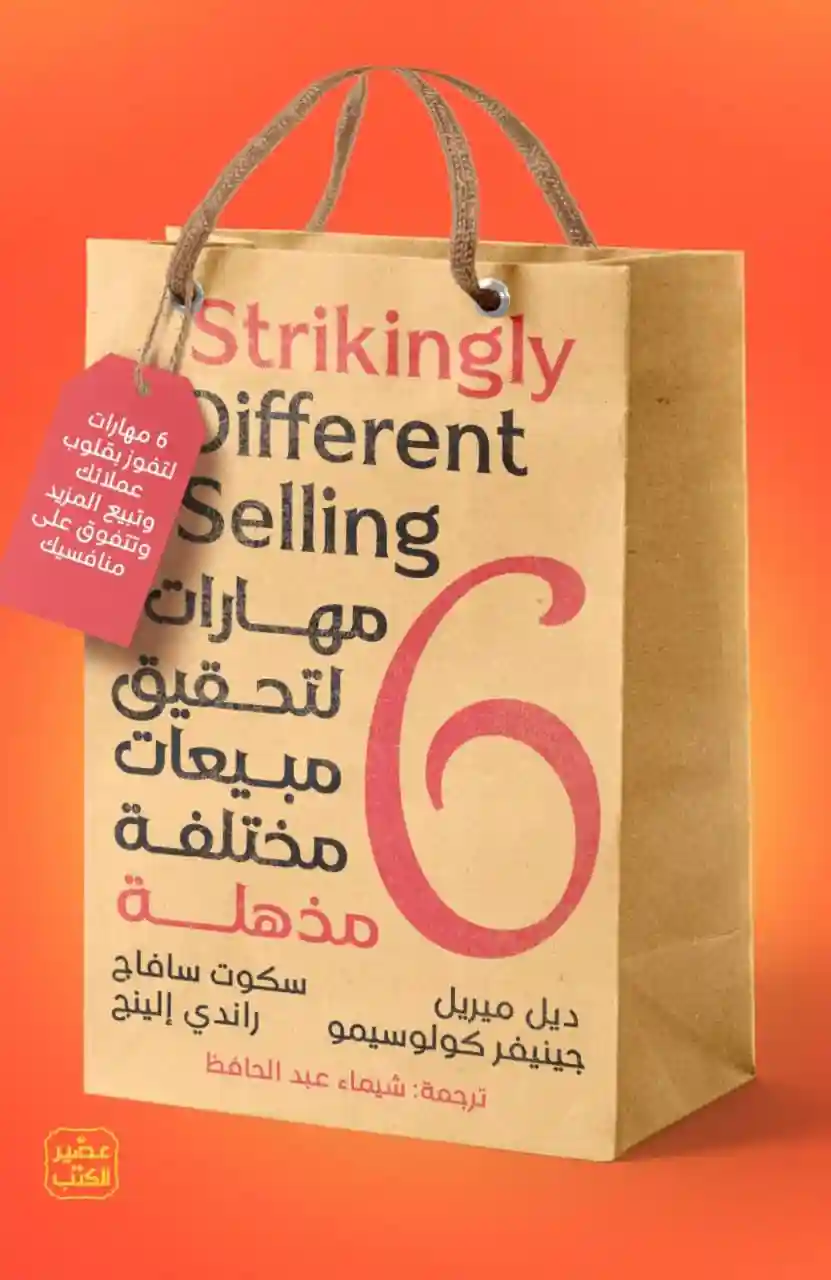 Strikingly
Different
Selling
6
مهارات
لتحقيق
مبيعات
مختلفة
مذهلة
6 مهارات
لتفوز بقلوب
عملائك
وتبيع المزيد
وتتفوق على
منافسيك
ديل ميريل
سكوت سافاج
جينيفر كولوسيمو
راندي إلينج
ترجمة: شيماء عبد الحافظ
عصير
الكتب